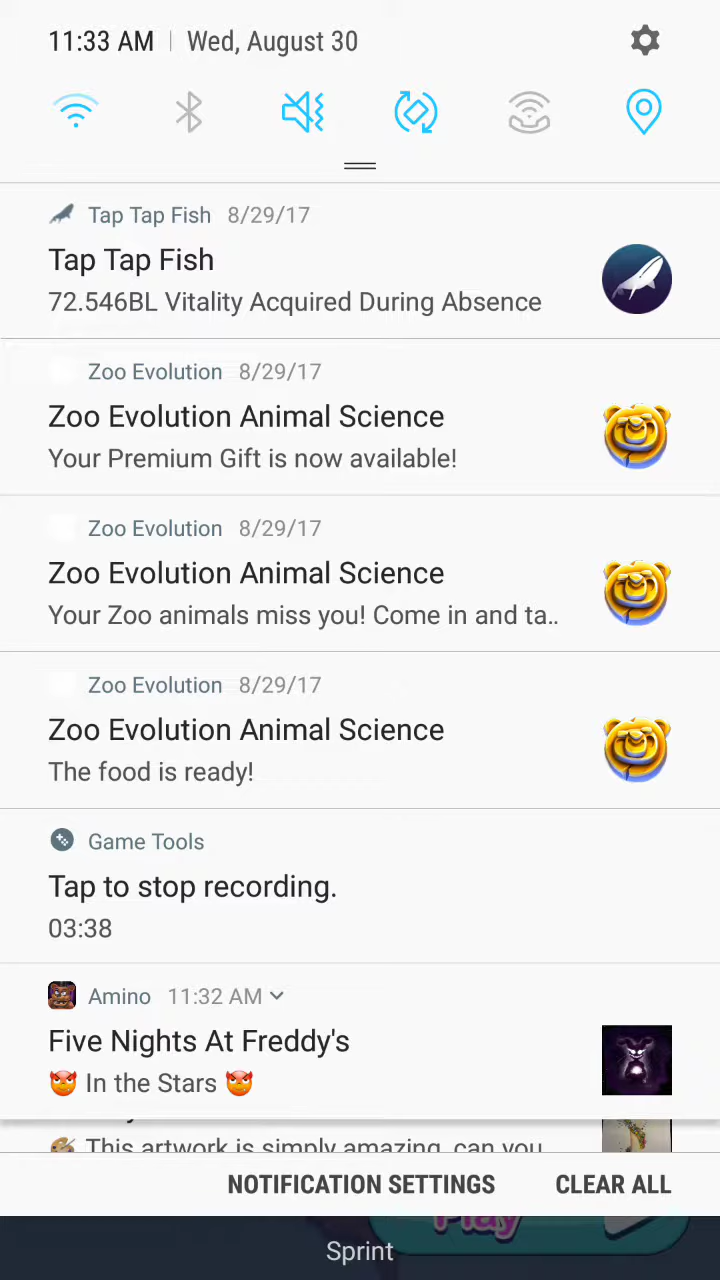 11:33 AM | Wed, August 30
Tap Tap Fish 8/29/17
Tap Tap Fish
72.546BL Vitality Acquired During Absence
Zoo Evolution 8/29/17
Zoo Evolution Animal Science
Your Premium Gift is now available!
Zoo Evolution 8/29/17
Zoo Evolution Animal Science
Your Zoo animals miss you! Come in and ta..
Zoo Evolution 8/29/17
Zoo Evolution Animal Science
The food is ready!
Game Tools
Tap to stop recording.
03:38
Amino 11:32 AM
Five Nights At Freddy's
😈 In the Stars 😈
🎨 This artwork is simply amazing, can you
NOTIFICATION SETTINGS CLEAR ALL
Play
Sprint